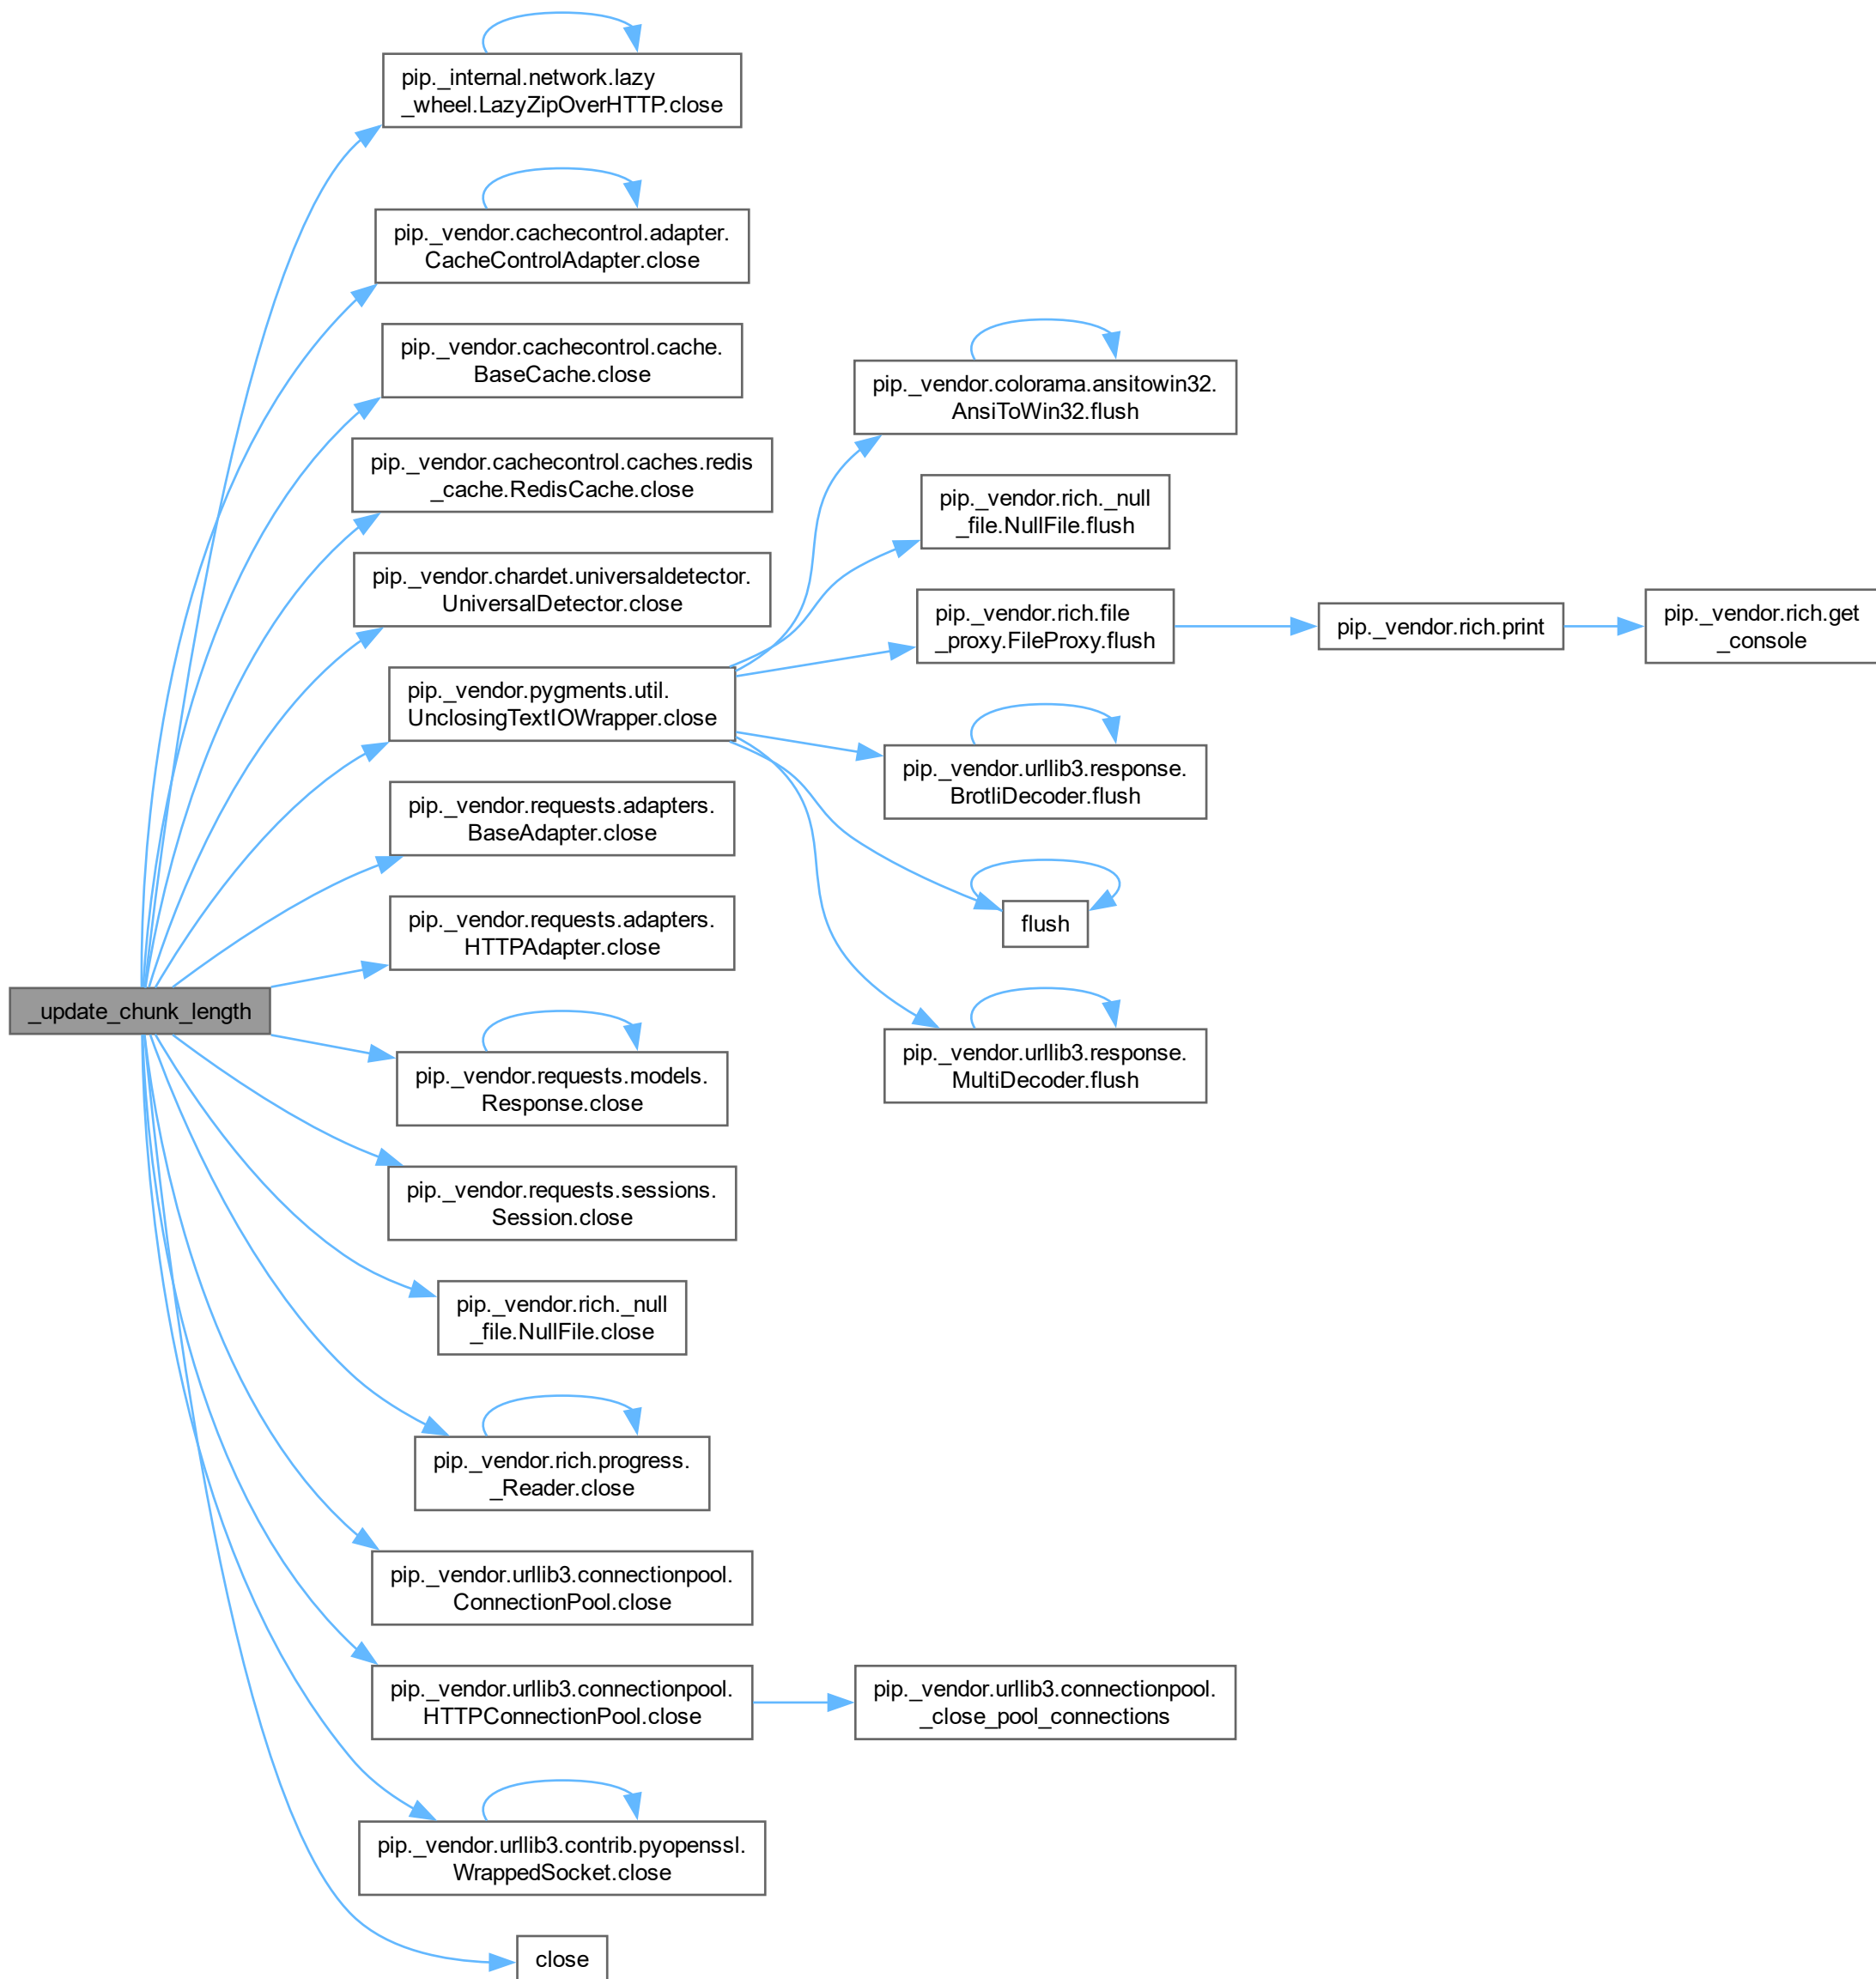 pip._internal.network.lazy
_wheel.LazyZipOverHTTP.close
pip._vendor.cachecontrol.adapter.
CacheControlAdapter.close
pip._vendor.cachecontrol.cache.
BaseCache.close
pip._vendor.cachecontrol.caches.redis
_cache.RedisCache.close
pip._vendor.chardet.universaldetector.
UniversalDetector.close
pip._vendor.pygments.util.
UnclosingTextIOWrapper.close
pip._vendor.requests.adapters.
BaseAdapter.close
pip._vendor.requests.adapters.
HTTPAdapter.close
_update_chunk_length
pip._vendor.requests.models.
Response.close
pip._vendor.requests.sessions.
Session.close
pip._vendor.rich._null
_file.NullFile.close
pip._vendor.rich.progress.
_Reader.close
pip._vendor.urllib3.connectionpool.
ConnectionPool.close
pip._vendor.urllib3.connectionpool.
HTTPConnectionPool.close
pip._vendor.urllib3.contrib.pyopenssl.
WrappedSocket.close
close
pip._vendor.colorama.ansitowin32.
AnsiToWin32.flush
pip._vendor.rich._null
_file.NullFile.flush
pip._vendor.rich.file
_proxy.FileProxy.flush
pip._vendor.rich.print
pip._vendor.rich.get
_console
pip._vendor.urllib3.response.
BrotliDecoder.flush
flush
pip._vendor.urllib3.response.
MultiDecoder.flush
pip._vendor.urllib3.connectionpool.
_close_pool_connections